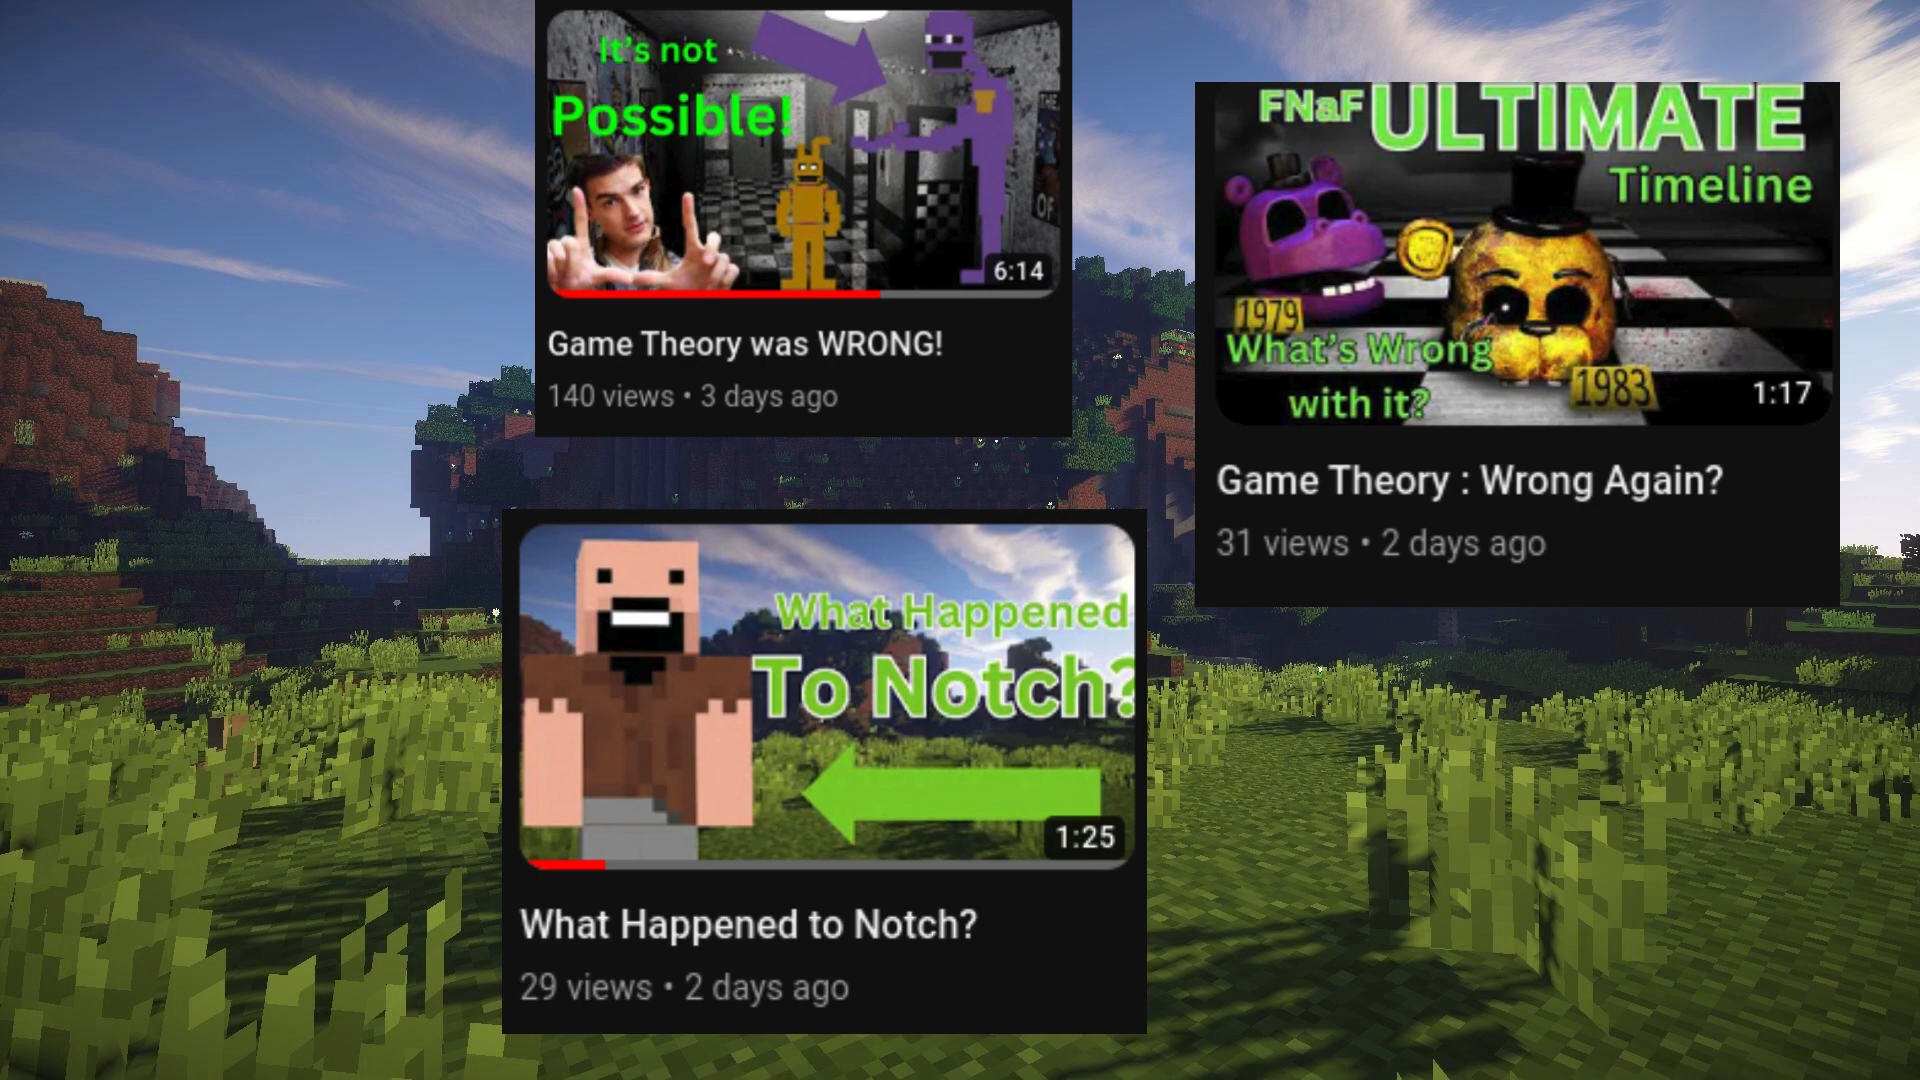 It's not
Possible!
THE
OF
6:14
Game Theory was WRONG!
140 views • 3 days ago
FNaF ULTIMATE
Timeline
1979
What's Wrong
with it?
1983
1:17
Game Theory : Wrong Again?
31 views • 2 days ago
What Happened
To Notch?
1:25
What Happened to Notch?
29 views • 2 days ago